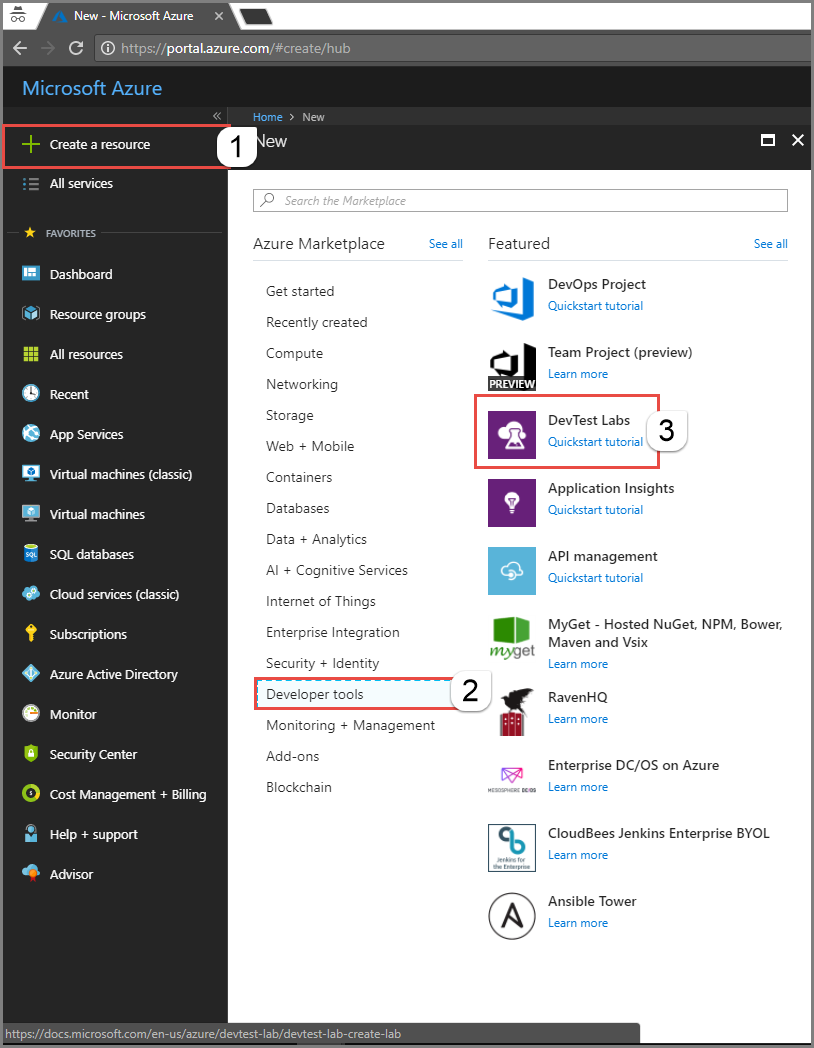 New - Microsoft Azure
https://portal.azure.com/#create/hub
Microsoft Azure
Home > New
New
Create a resource
1
All services
FAVORITES
Dashboard
Resource groups
All resources
Recent
App Services
Virtual machines (classic)
Virtual machines
SQL databases
Cloud services (classic)
Subscriptions
Azure Active Directory
Monitor
Security Center
Cost Management + Billing
Help + support
Advisor
Search the Marketplace
Azure Marketplace
See all
Get started
Recently created
Compute
Networking
Storage
Web + Mobile
Containers
Databases
Data + Analytics
AI + Cognitive Services
Internet of Things
Enterprise Integration
Security + Identity
Developer tools
2
Monitoring + Management
Add-ons
Blockchain
Featured
See all
DevOps Project
Quickstart tutorial
PREVIEW
Team Project (preview)
Learn more
DevTest Labs
Quickstart tutorial
3
Application Insights
Quickstart tutorial
API management
Quickstart tutorial
myget
MyGet - Hosted NuGet, NPM, Bower,
Maven and Vsix
Learn more
RavenHQ
Learn more
MESOSPHERE DC/OS
Enterprise DC/OS on Azure
Learn more
Jenkins for
the Enterprise
CloudBees Jenkins Enterprise BYOL
Learn more
Ansible Tower
Learn more
https://docs.microsoft.com/en-us/azure/devtest-lab/devtest-lab-create-lab